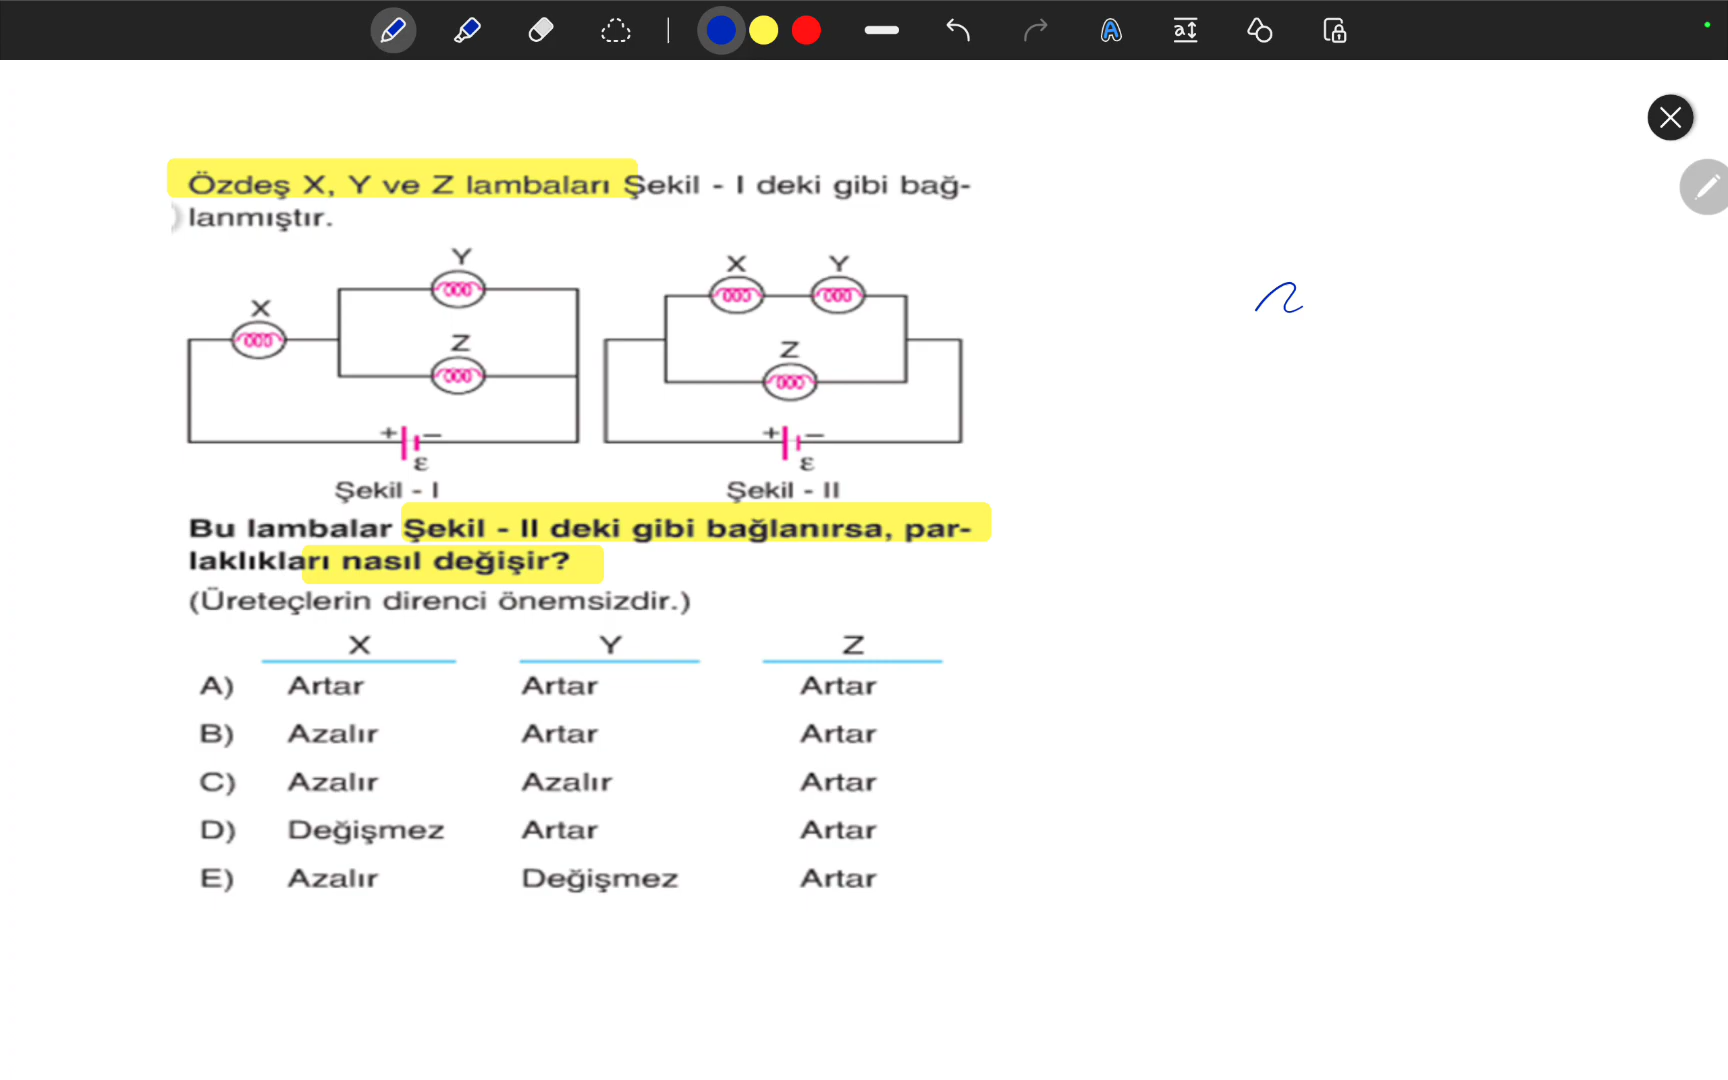 Özdeş X, Y ve Z lambaları Şekil - I deki gibi bağ-
lanmıştır.
X
Y
Z
+ –
ε
Şekil - I
X Y
Z
+ –
ε
Şekil - II
Bu lambalar Şekil - II deki gibi bağlanırsa, par-
laklıkları nasıl değişir?
(Üreteçlerin direnci önemsizdir.)
X Y Z
A) Artar Artar Artar
B) Azalır Artar Artar
C) Azalır Azalır Artar
D) Değişmez Artar Artar
E) Azalır Değişmez Artar